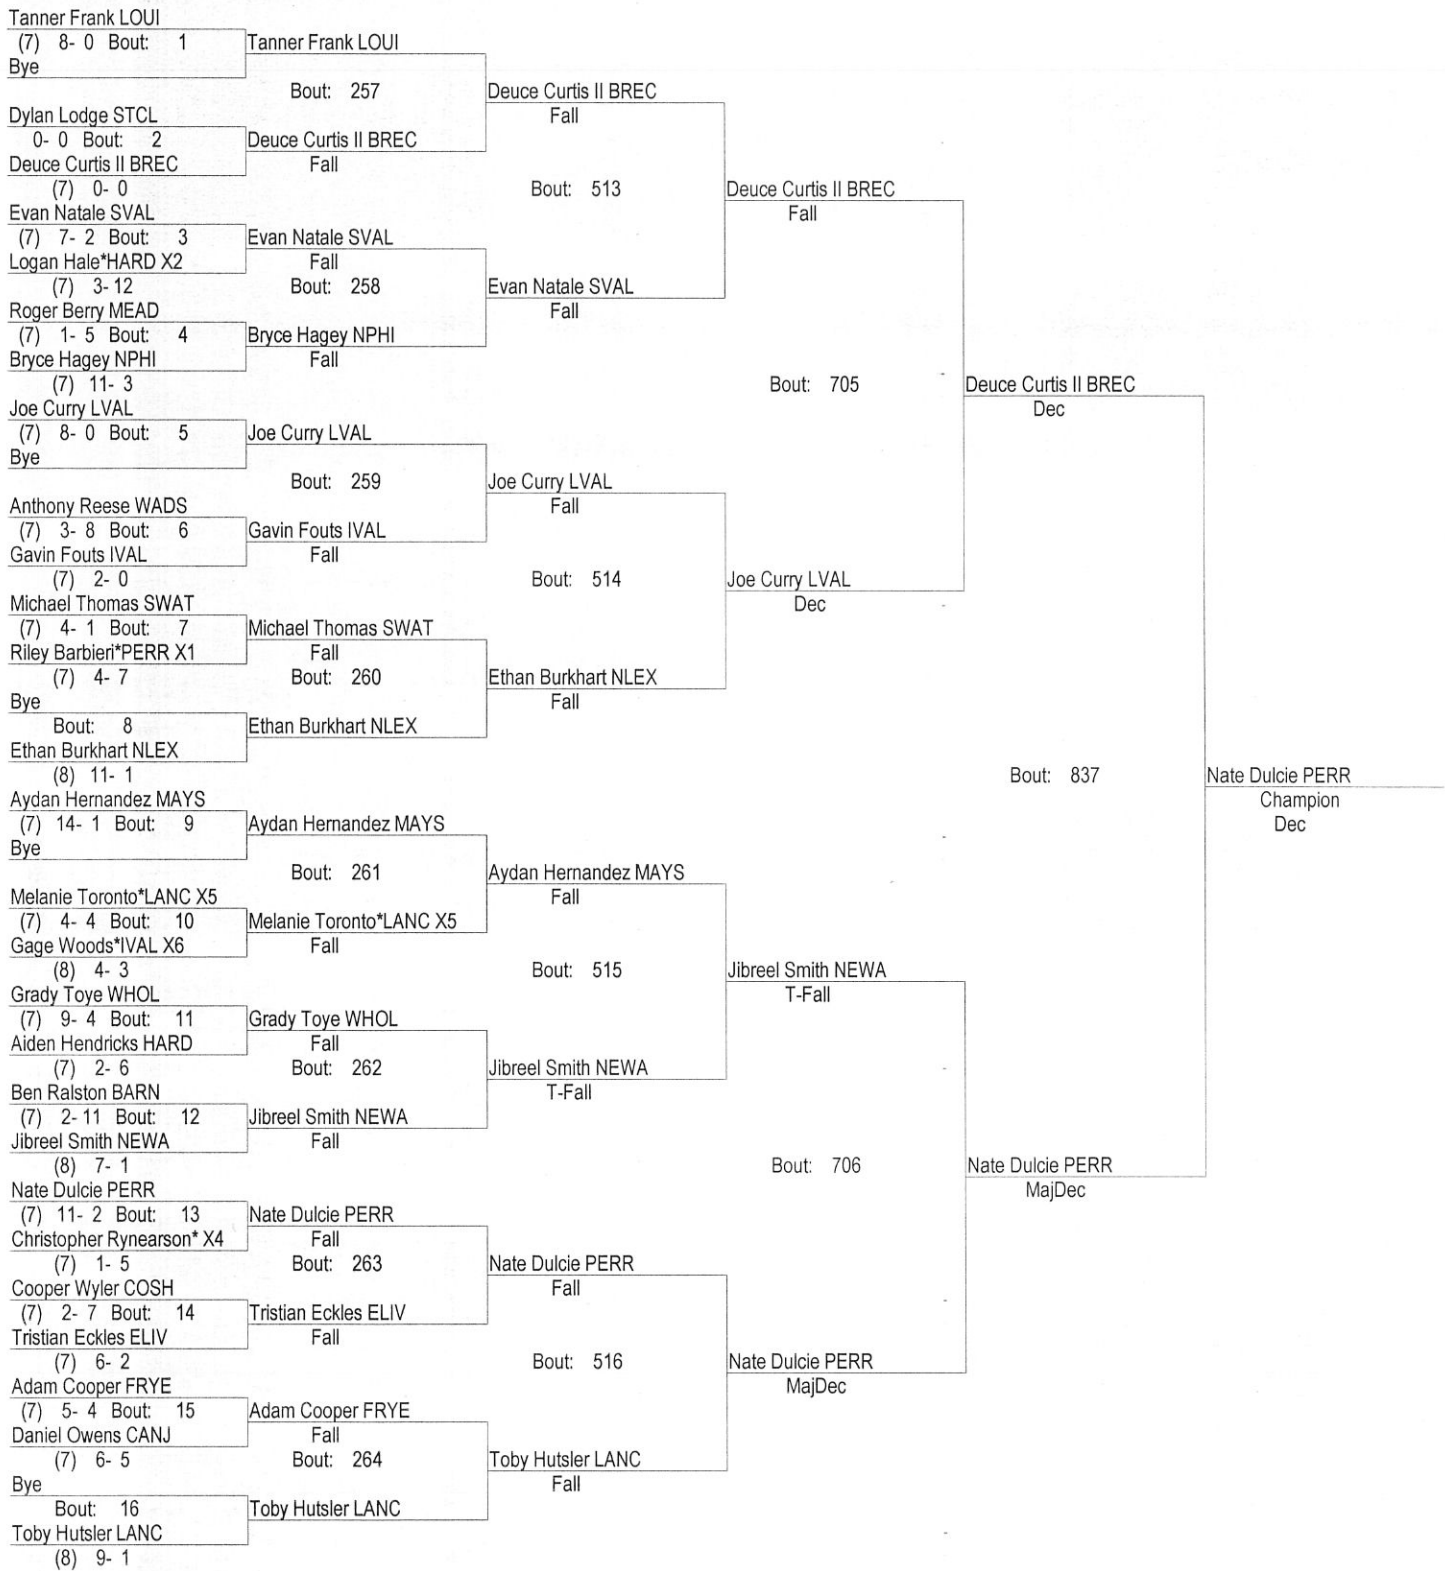 Tanner Frank LOUI
(7) 8- 0 Bout: 1
Bye
Dylan Lodge STCL
0- 0 Bout: 2
Deuce Curtis II BREC
(7) 0- 0
Evan Natale SVAL
(7) 7- 2 Bout: 3
Logan Hale*HARD X2
(7) 3- 12
Roger Berry MEAD
(7) 1- 5 Bout: 4
Bryce Hagey NPHI
(7) 11- 3
Joe Curry LVAL
(7) 8- 0 Bout: 5
Bye
Anthony Reese WADS
(7) 3- 8 Bout: 6
Gavin Fouts IVAL
(7) 2- 0
Michael Thomas SWAT
(7) 4- 1 Bout: 7
Riley Barbieri*PERR X1
(7) 4- 7
Bye
Bout: 8
Ethan Burkhart NLEX
(8) 11- 1
Aydan Hernandez MAYS
(7) 14- 1 Bout: 9
Bye
Melanie Toronto*LANC X5
(7) 4- 4 Bout: 10
Gage Woods*IVAL X6
(8) 4- 3
Grady Toye WHOL
(7) 9- 4 Bout: 11
Aiden Hendricks HARD
(7) 2- 6
Ben Ralston BARN
(7) 2- 11 Bout: 12
Jibreel Smith NEWA
(8) 7- 1
Nate Dulcie PERR
(7) 11- 2 Bout: 13
Christopher Rynearson* X4
(7) 1- 5
Cooper Wyler COSH
(7) 2- 7 Bout: 14
Tristian Eckles ELIV
(7) 6- 2
Adam Cooper FRYE
(7) 5- 4 Bout: 15
Daniel Owens CANJ
(7) 6- 5
Bye
Bout: 16
Toby Hutsler LANC
(8) 9- 1
Tanner Frank LOUI
Bout: 257
Deuce Curtis II BREC
Fall
Evan Natale SVAL
Fall
Bout: 258
Bryce Hagey NPHI
Fall
Joe Curry LVAL
Bout: 259
Gavin Fouts IVAL
Fall
Michael Thomas SWAT
Fall
Bout: 260
Ethan Burkhart NLEX
Aydan Hernandez MAYS
Bout: 261
Melanie Toronto*LANC X5
Fall
Grady Toye WHOL
Fall
Bout: 262
Jibreel Smith NEWA
Fall
Nate Dulcie PERR
Fall
Bout: 263
Tristian Eckles ELIV
Fall
Adam Cooper FRYE
Fall
Bout: 264
Toby Hutsler LANC
Deuce Curtis II BREC
Fall
Bout: 513
Evan Natale SVAL
Fall
Joe Curry LVAL
Fall
Bout: 514
Ethan Burkhart NLEX
Fall
Aydan Hernandez MAYS
Fall
Bout: 515
Jibreel Smith NEWA
T-Fall
Nate Dulcie PERR
Fall
Bout: 516
Toby Hutsler LANC
Fall
Deuce Curtis II BREC
Fall
Bout: 705
Joe Curry LVAL
Dec
Jibreel Smith NEWA
T-Fall
Bout: 706
Nate Dulcie PERR
MajDec
Deuce Curtis II BREC
Dec
Bout: 837
Nate Dulcie PERR
MajDec
Nate Dulcie PERR
Champion
Dec